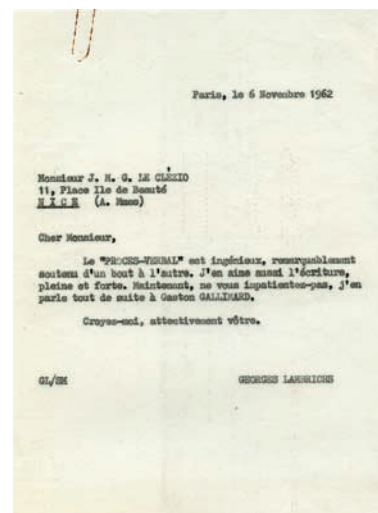 Paris, le 6 Novembre 1962
Monsieur J. M. G. LE CLÉZIO
11, Place Ile de Beauté
NICE (A. Mmes)
Cher Monsieur,
Le "PROCES-VERBAL" est ingénieux, remarquablement
soutenu d'un bout à l'autre. J'en aime aussi l'écriture,
pleine et forte. Maintenant, ne vous impatientez-pas, j'en
parle tout de suite à Gaston GALLIMARD.
Croyez-moi, attentivement vôtre.
GL/SM GEORGES LAMBRICHS